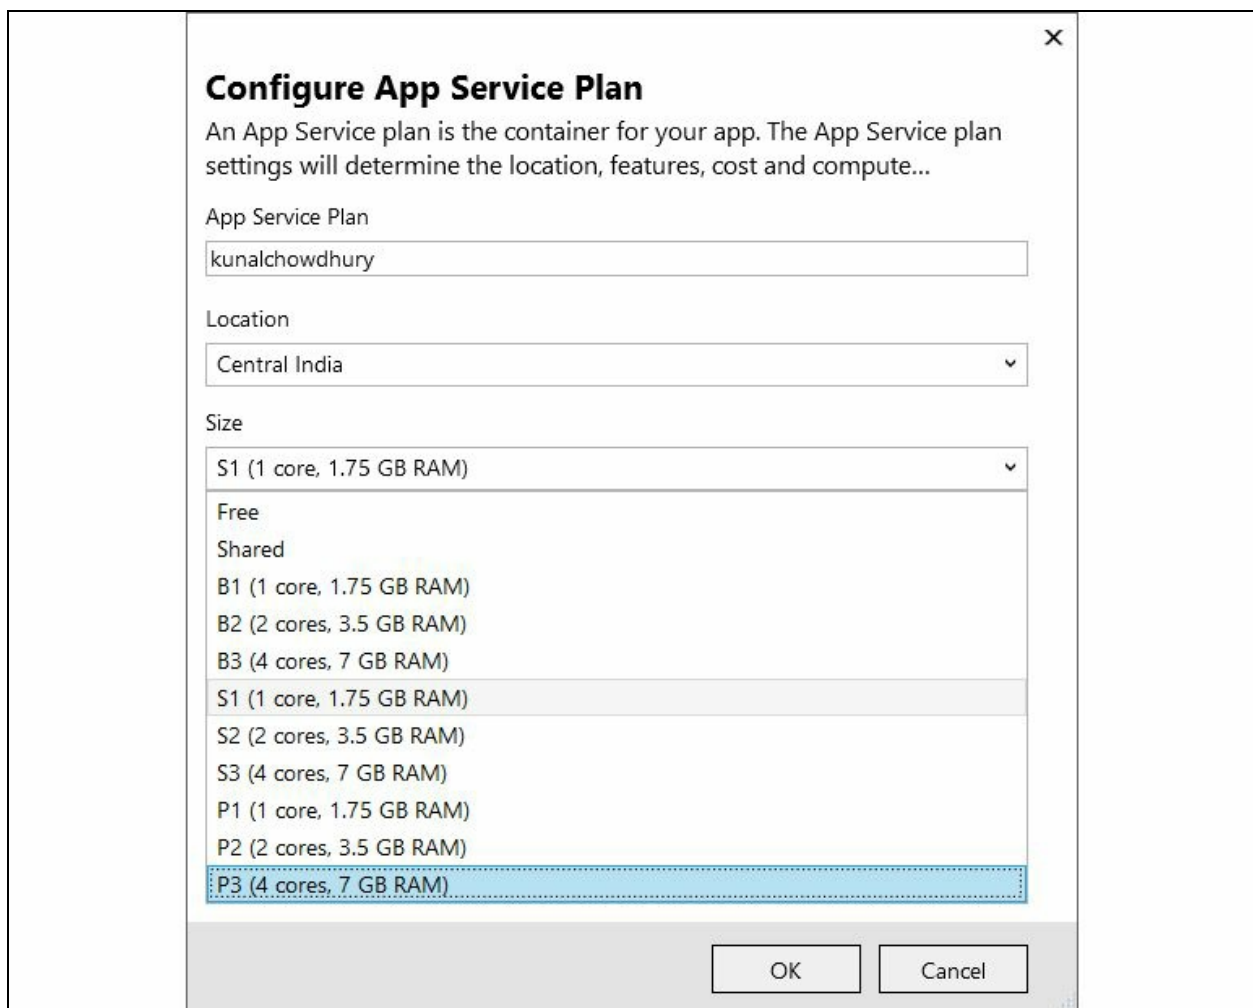 Configure App Service Plan
An App Service plan is the container for your app. The App Service plan
settings will determine the location, features, cost and compute...
App Service Plan
kunalchowdhury
Location
Central India
Size
S1 (1 core, 1.75 GB RAM)
Free
Shared
B1 (1 core, 1.75 GB RAM)
B2 (2 cores, 3.5 GB RAM)
B3 (4 cores, 7 GB RAM)
S1 (1 core, 1.75 GB RAM)
S2 (2 cores, 3.5 GB RAM)
S3 (4 cores, 7 GB RAM)
P1 (1 core, 1.75 GB RAM)
P2 (2 cores, 3.5 GB RAM)
P3 (4 cores, 7 GB RAM)
OK Cancel